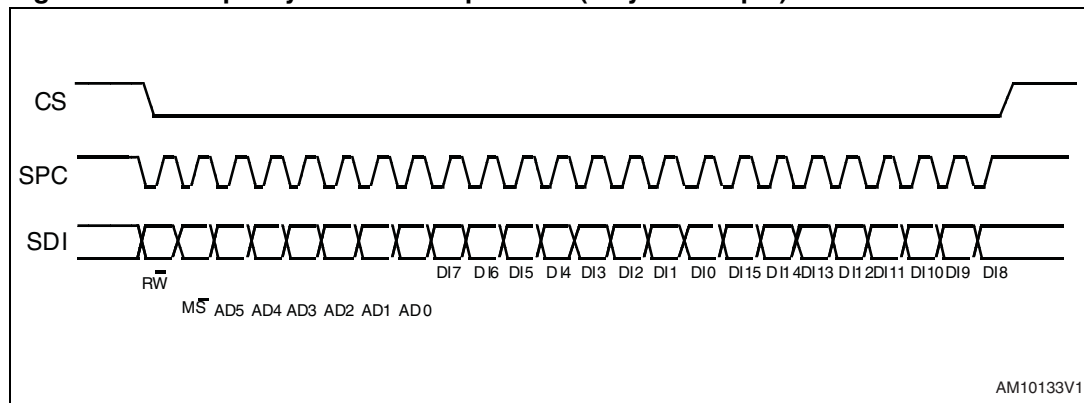 CS
SPC
SDI
RW̅
DI7 DI6 DI5 DI4 DI3 DI2 DI1 DI0 DI15 DI14 DI13 DI12 DI11 DI10 DI9 DI8
MS̅ AD5 AD4 AD3 AD2 AD1 AD0
AM10133V1